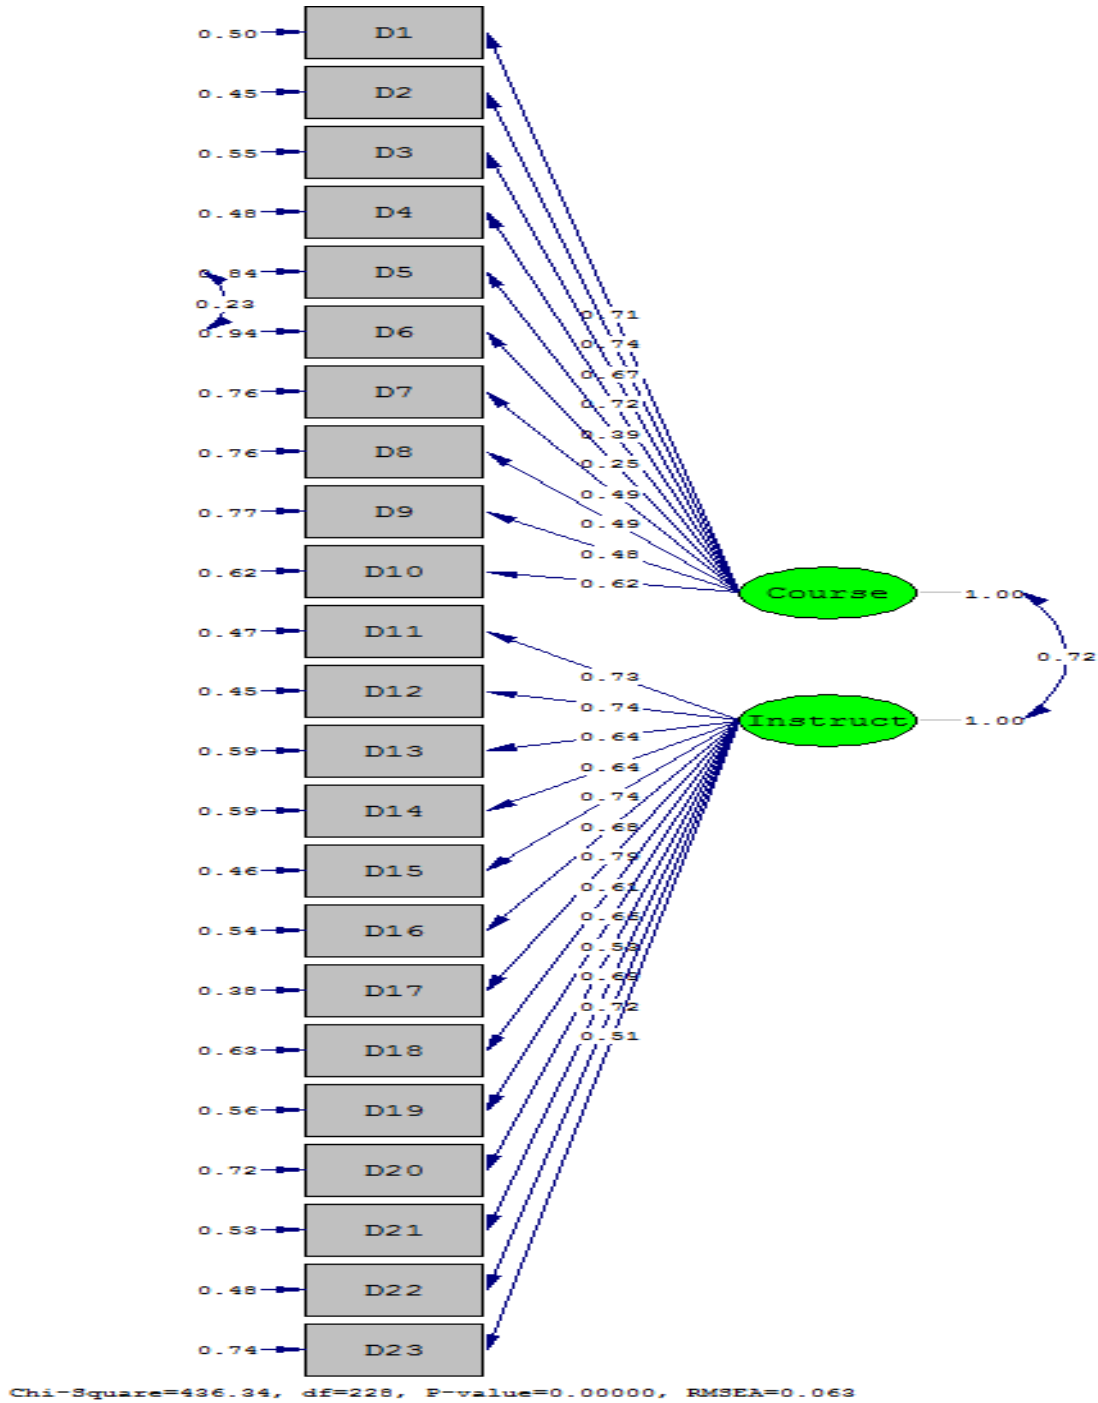 0.50 D1
0.45 D2
0.55 D3
0.48 D4
0.84 D5
0.23
0.94 D6
0.76 D7
0.76 D8
0.77 D9
0.62 D10
0.47 D11
0.45 D12
0.59 D13
0.59 D14
0.46 D15
0.54 D16
0.38 D17
0.63 D18
0.56 D19
0.72 D20
0.53 D21
0.48 D22
0.74 D23
0.71
0.74
0.67
0.72
0.39
0.25
0.49
0.49
0.48
0.62
0.73
0.74
0.64
0.64
0.74
0.68
0.79
0.61
0.53
0.72
0.51
Course 1.00
0.72
Instruct 1.00
Chi-Square=436.34, df=228, P-value=0.00000, RMSEA=0.063